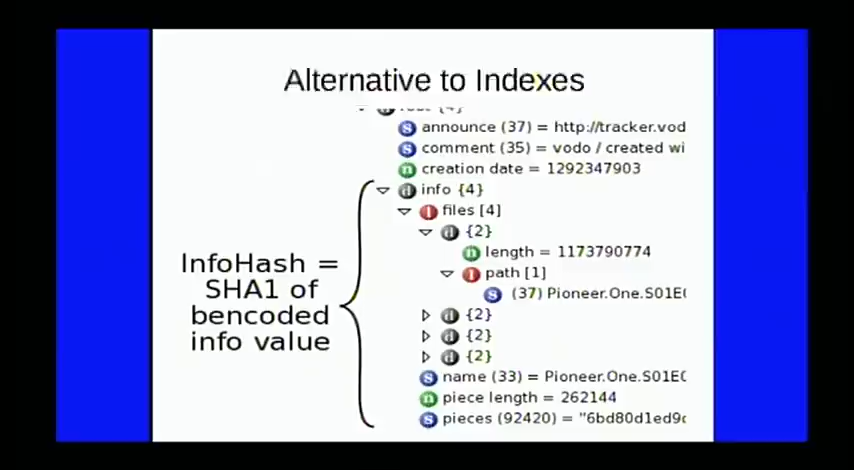 Alternative to Indexes
s announce (37) = http://tracker.vod
s comment (35) = vodo / created wi
n creation date = 1292347903
d info {4}
l files [4]
d {2}
n length = 1173790774
l path [1]
s (37) Pioneer.One.S01E
d {2}
d {2}
d {2}
s name (33) = Pioneer.One.S01E
n piece length = 262144
s pieces (92420) = "6bd80d1ed9
InfoHash =
SHA1 of
bencoded
info value